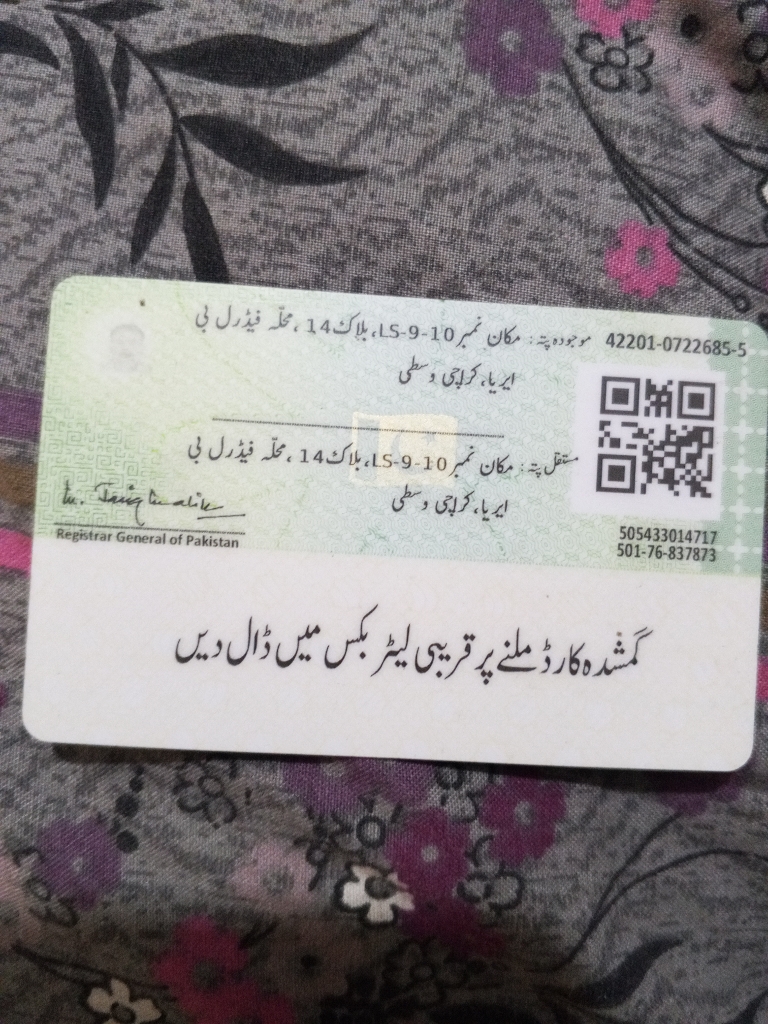 42201-0722685-5
موجودہ پتہ: مکان نمبر LS-9-10، بلاک 14، محلّہ فیڈرل بی
ایریا، کراچی وسطی
مستقل پتہ: مکان نمبر LS-9-10، بلاک 14، محلّہ فیڈرل بی
ایریا، کراچی وسطی
Registrar General of Pakistan
505433014717
501-76-837873
گمشدہ کارڈ ملنے پر قریبی لیٹر بکس میں ڈال دیں